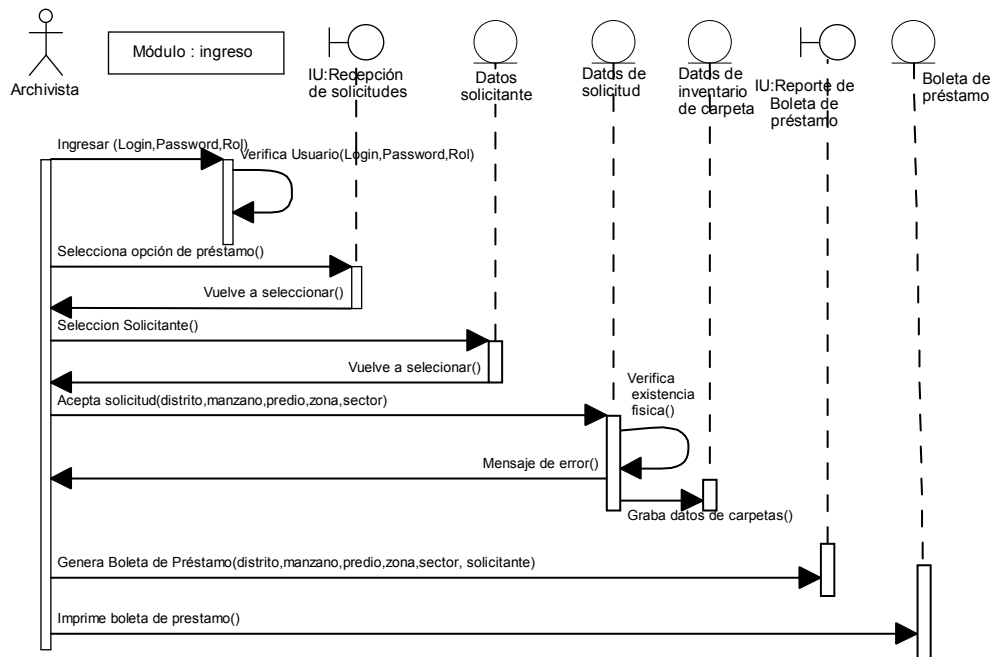 Módulo : ingreso
Archivista
IU:Recepción
de solicitudes
Datos
solicitante
Datos de
solicitud
Datos de
inventario
de carpeta
IU:Reporte de
Boleta de
préstamo
Boleta de
préstamo
Ingresar (Login,Password,Rol)
Verifica Usuario(Login,Password,Rol)
Selecciona opción de préstamo()
Vuelve a seleccionar()
Seleccion Solicitante()
Vuelve a selecionar()
Acepta solicitud(distrito,manzano,predio,zona,sector)
Verifica
existencia
fisica()
Mensaje de error()
Graba datos de carpetas()
Genera Boleta de Préstamo(distrito,manzano,predio,zona,sector, solicitante)
Imprime boleta de prestamo()